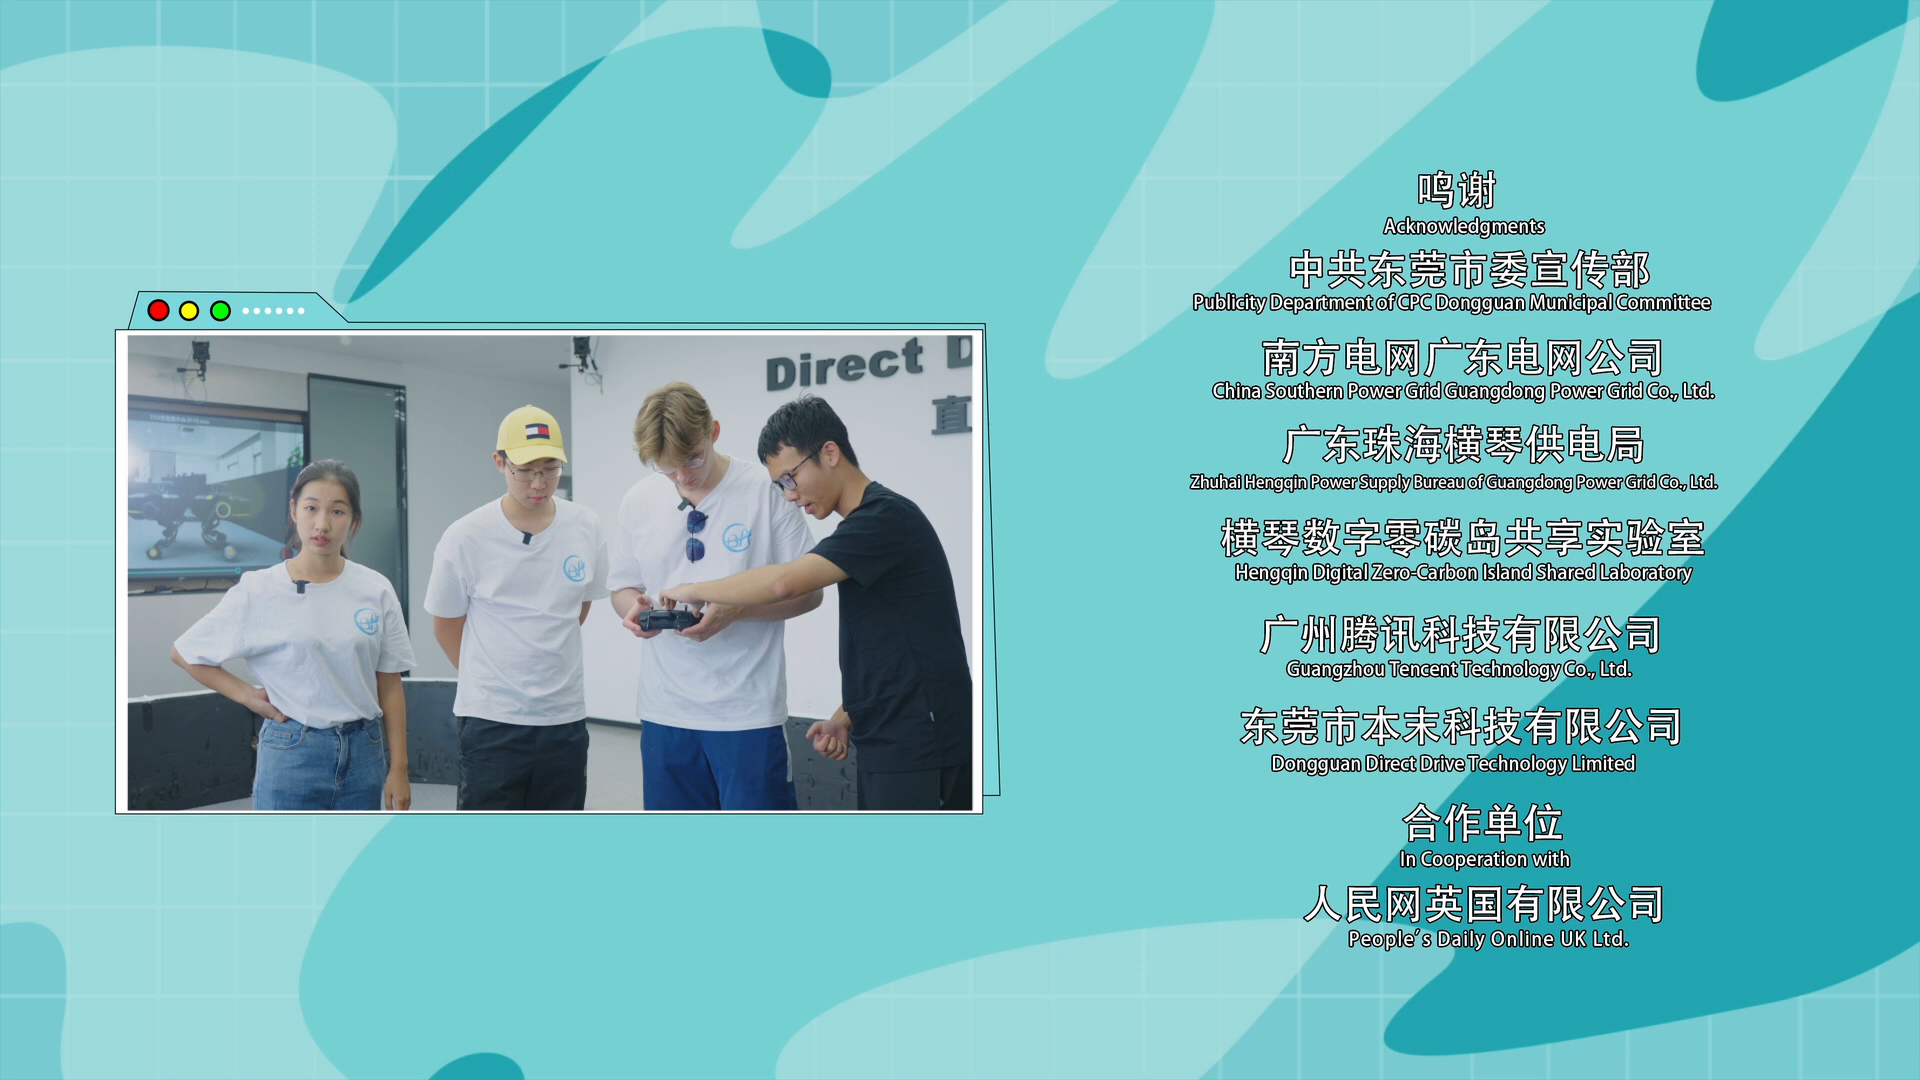 Direct D
直
鸣谢
Acknowledgments
中共东莞市委宣传部
Publicity Department of CPC Dongguan Municipal Committee
南方电网广东电网公司
China Southern Power Grid Guangdong Power Grid Co., Ltd.
广东珠海横琴供电局
Zhuhai Hengqin Power Supply Bureau of Guangdong Power Grid Co., Ltd.
横琴数字零碳岛共享实验室
Hengqin Digital Zero-Carbon Island Shared Laboratory
广州腾讯科技有限公司
Guangzhou Tencent Technology Co., Ltd.
东莞市本末科技有限公司
Dongguan Direct Drive Technology Limited
合作单位
In Cooperation with
人民网英国有限公司
People's Daily Online UK Ltd.